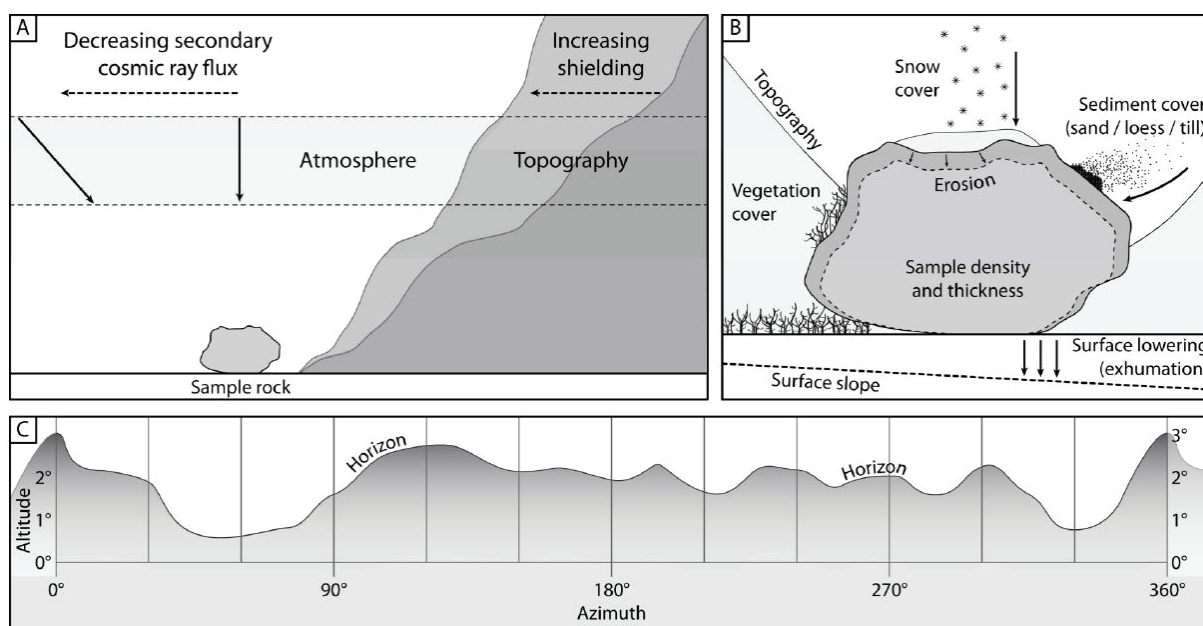 A
Decreasing secondary
cosmic ray flux
Increasing
shielding
Atmosphere
Topography
Sample rock
B
Topography
Snow
cover
Sediment cover
(sand / loess / till)
Vegetation
cover
Erosion
Sample density
and thickness
Surface lowering
(exhumation
Surface slope
C
Horizon
Horizon
Altitude
2°
1°
0°
3°
2°
1°
0°
0°
90°
180°
270°
360°
Azimuth